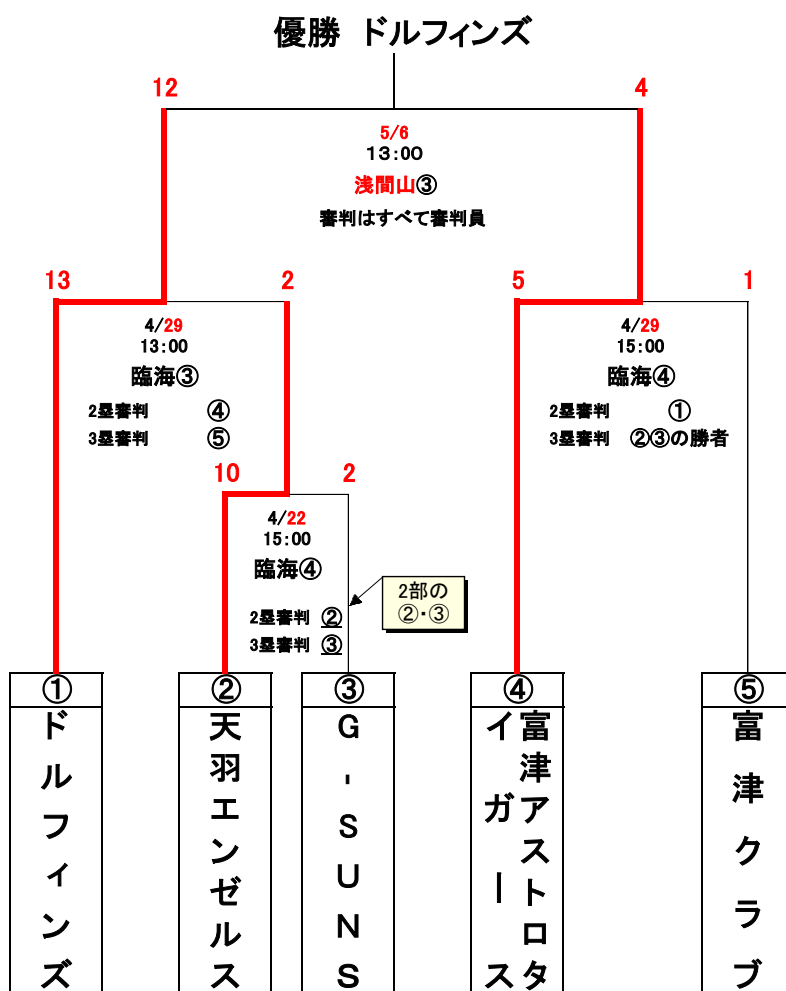 優勝 ドルフィンズ
12
4
5/6
13:00
浅間山③
審判はすべて審判員
13
2
5
1
4/29
13:00
臨海③
2塁審判 ④
3塁審判 ⑤
4/29
15:00
臨海④
2塁審判 ①
3塁審判 ②③の勝者
10
2
4/22
15:00
臨海④
2塁審判 ②
3塁審判 ③
2部の
②・③
①
ドルフィンズ
②
天羽エンゼルス
③
G-SUNS
④
富津アストロタ
イガース
⑤
富津クラブ